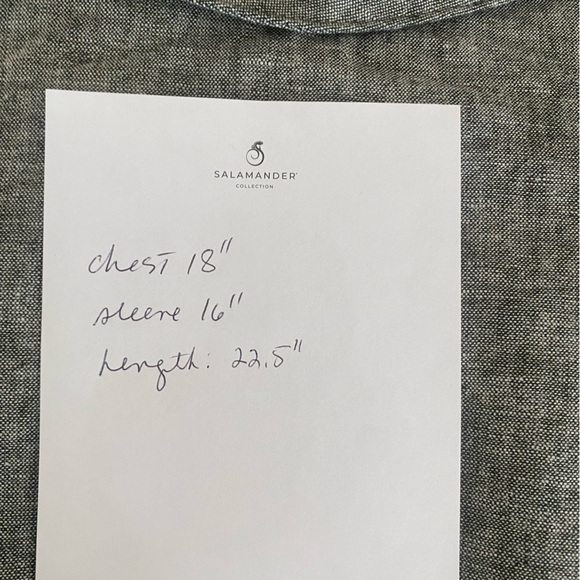 SALAMANDER
COLLECTION
chest 18"
sleeve 16"
Length: 22.5"